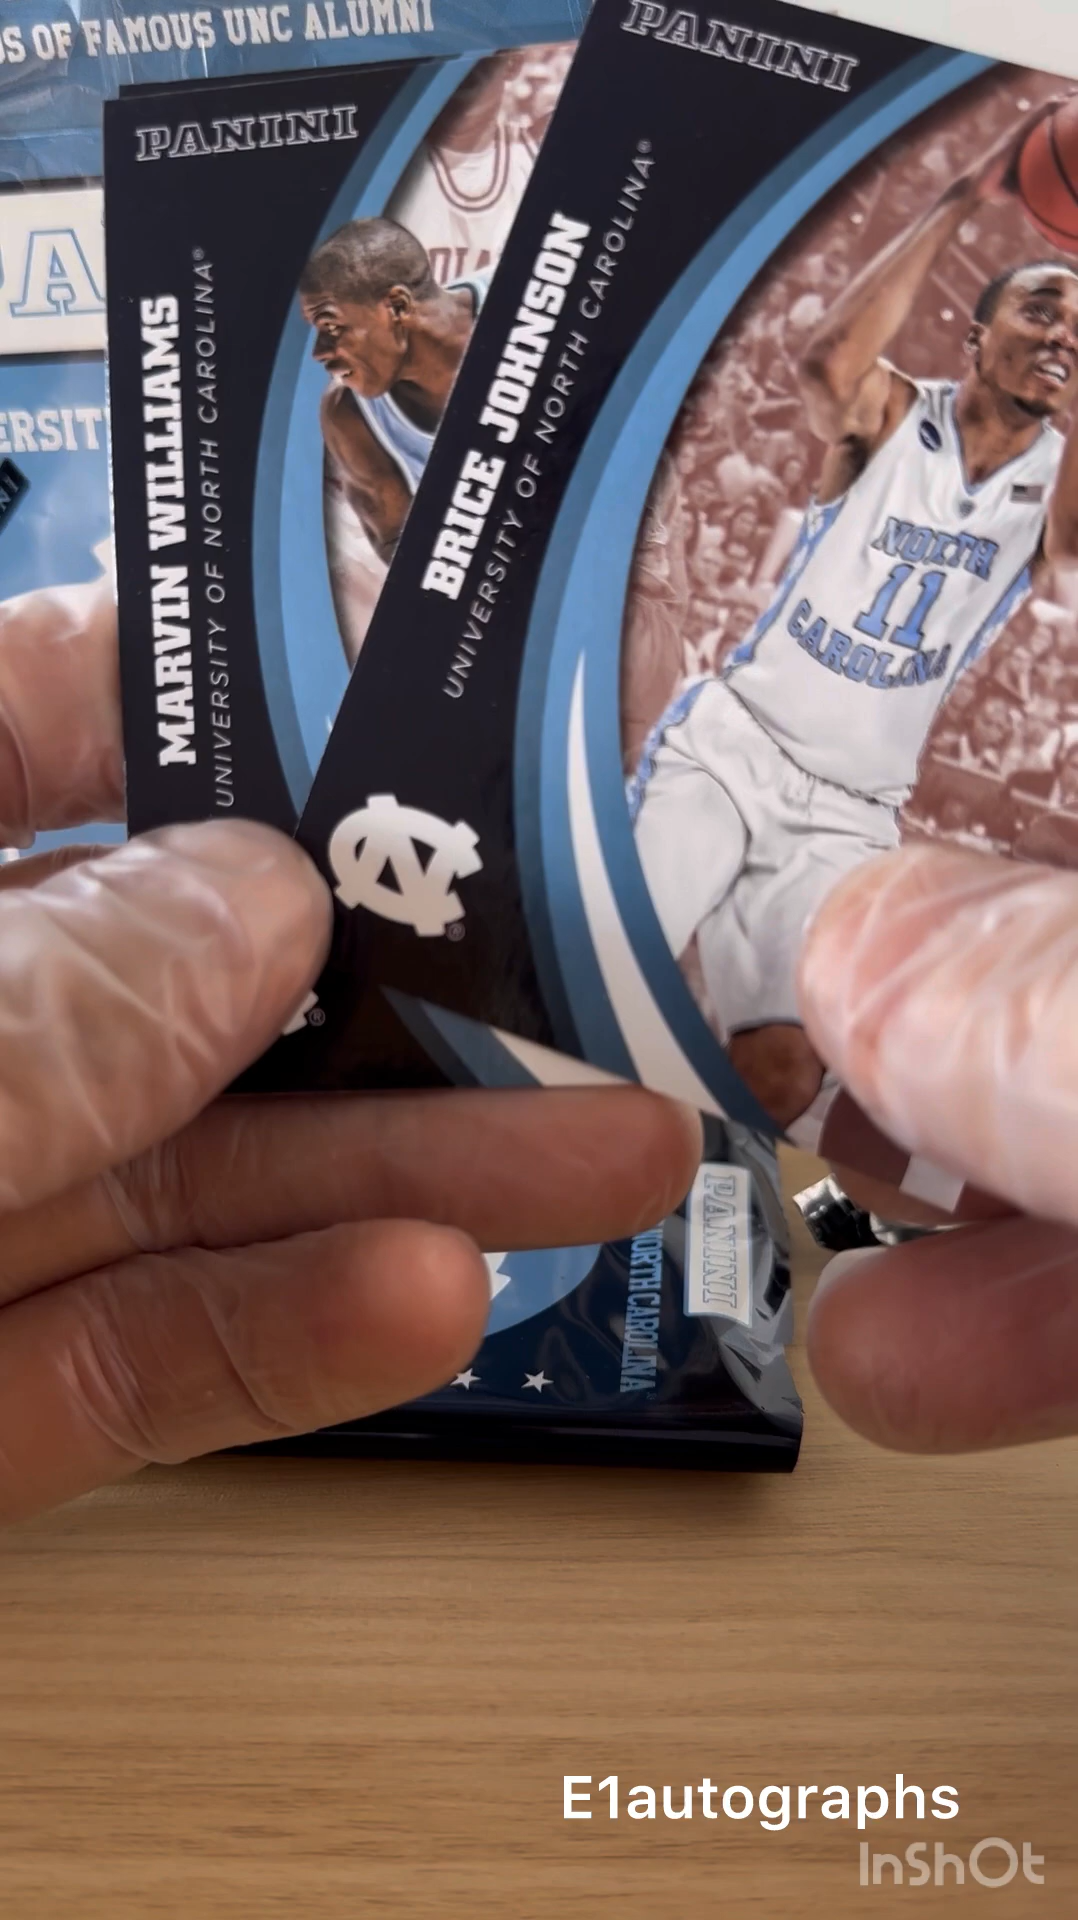 OF FAMOUS UNC ALUMNI
PANINI
MARVIN WILLIAMS
UNIVERSITY OF NORTH CAROLINA®
PANINI
BRICE JOHNSON
UNIVERSITY OF NORTH CAROLINA®
NORTH
11
CAROLINA
NC
®
®
PANINI
NORTH CAROLINA
E1autographs
InShOt